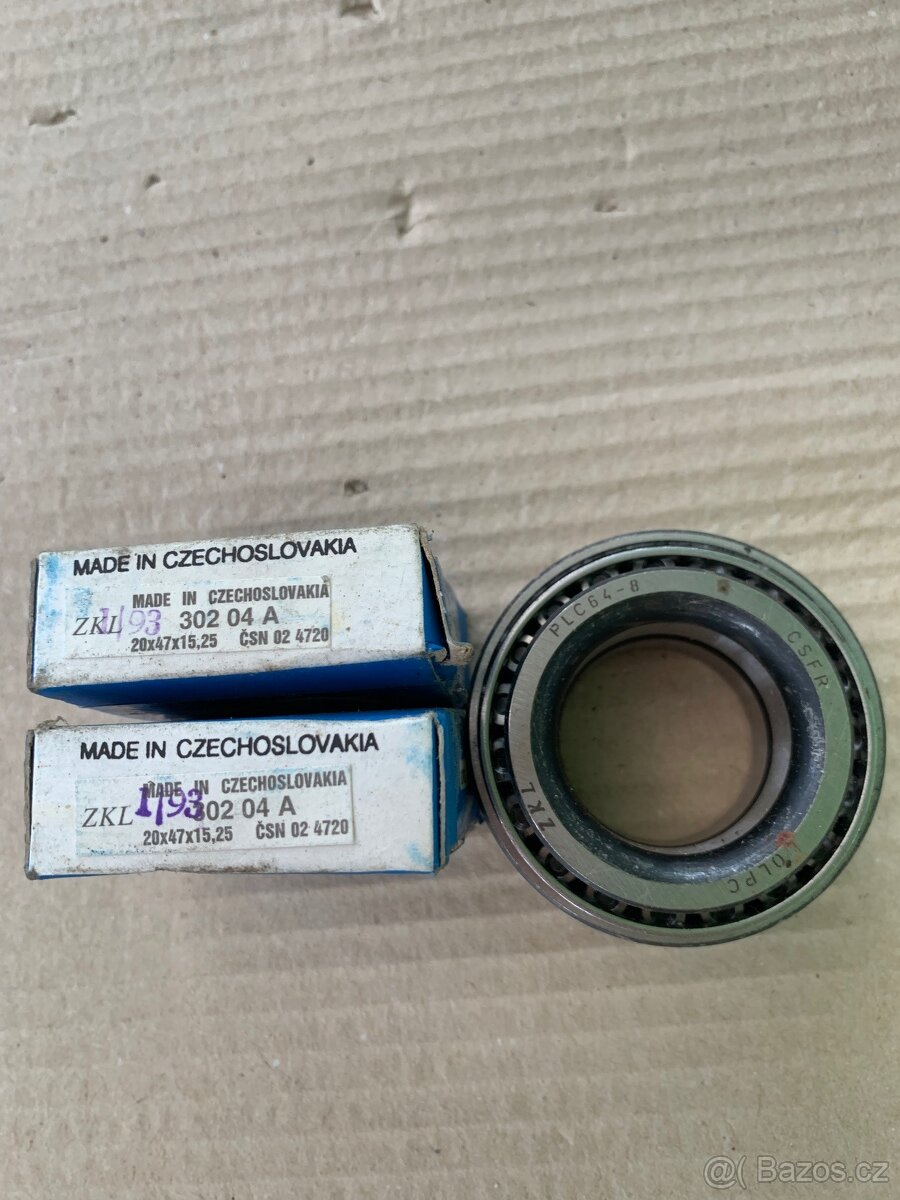 MADE IN CZECHOSLOVAKIA
MADE IN CZECHOSLOVAKIA
ZKL 1/93 302 04 A
20x47x15,25 ČSN 02 4720
MADE IN CZECHOSLOVAKIA
MADE IN CZECHOSLOVAKIA
ZKL 1/93 302 04 A
20x47x15,25 ČSN 02 4720
PLC64-8
CSFR
OLPC
ZKL
@( Bazos.cz